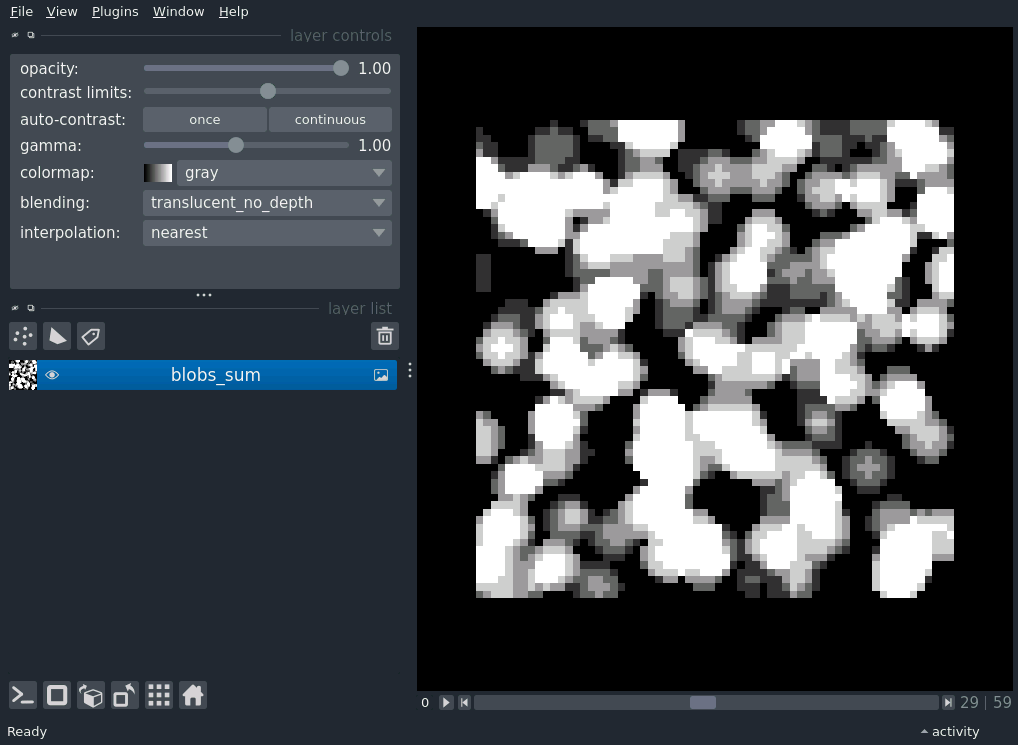 File View Plugins Window Help
layer controls
opacity: 1.00
contrast limits:
auto-contrast: once continuous
gamma: 1.00
colormap: gray
blending: translucent_no_depth
interpolation: nearest
layer list
blobs_sum
0 29 | 59
Ready activity